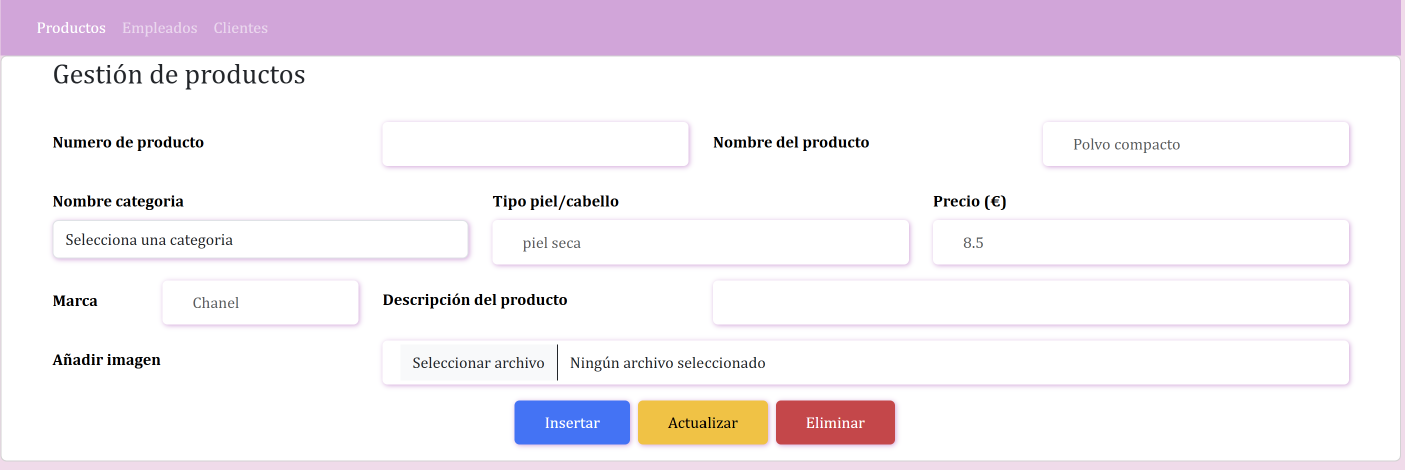 Productos Empleados Clientes
Gestión de productos
Numero de producto Nombre del producto Polvo compacto
Nombre categoria Tipo piel/cabello Precio (€)
Selecciona una categoria piel seca 8.5
Marca Chanel Descripción del producto
Añadir imagen Seleccionar archivo Ningún archivo seleccionado
Insertar Actualizar Eliminar